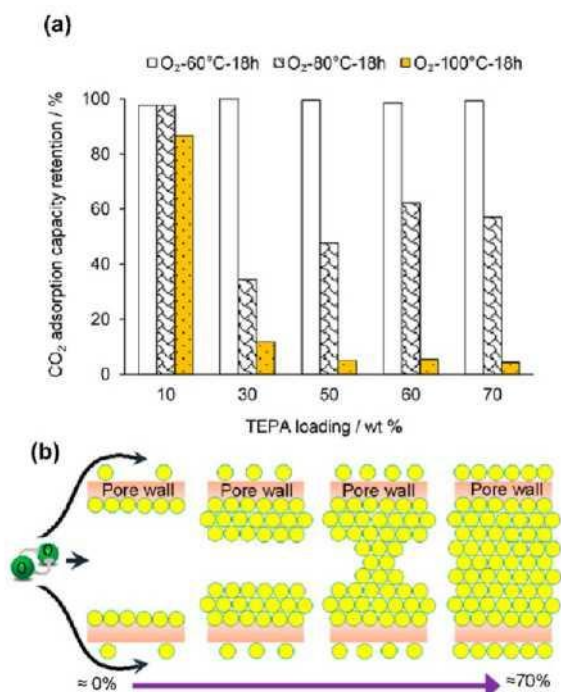 (a)
O₂-60°C-18h O₂-80°C-18h O₂-100°C-18h
CO₂ adsorption capacity retention / %
100
80
60
40
20
0
10 30 50 60 70
TEPA loading / wt %
(b)
Pore wall Pore wall Pore wall Pore wall
O O
≈ 0% ≈70%